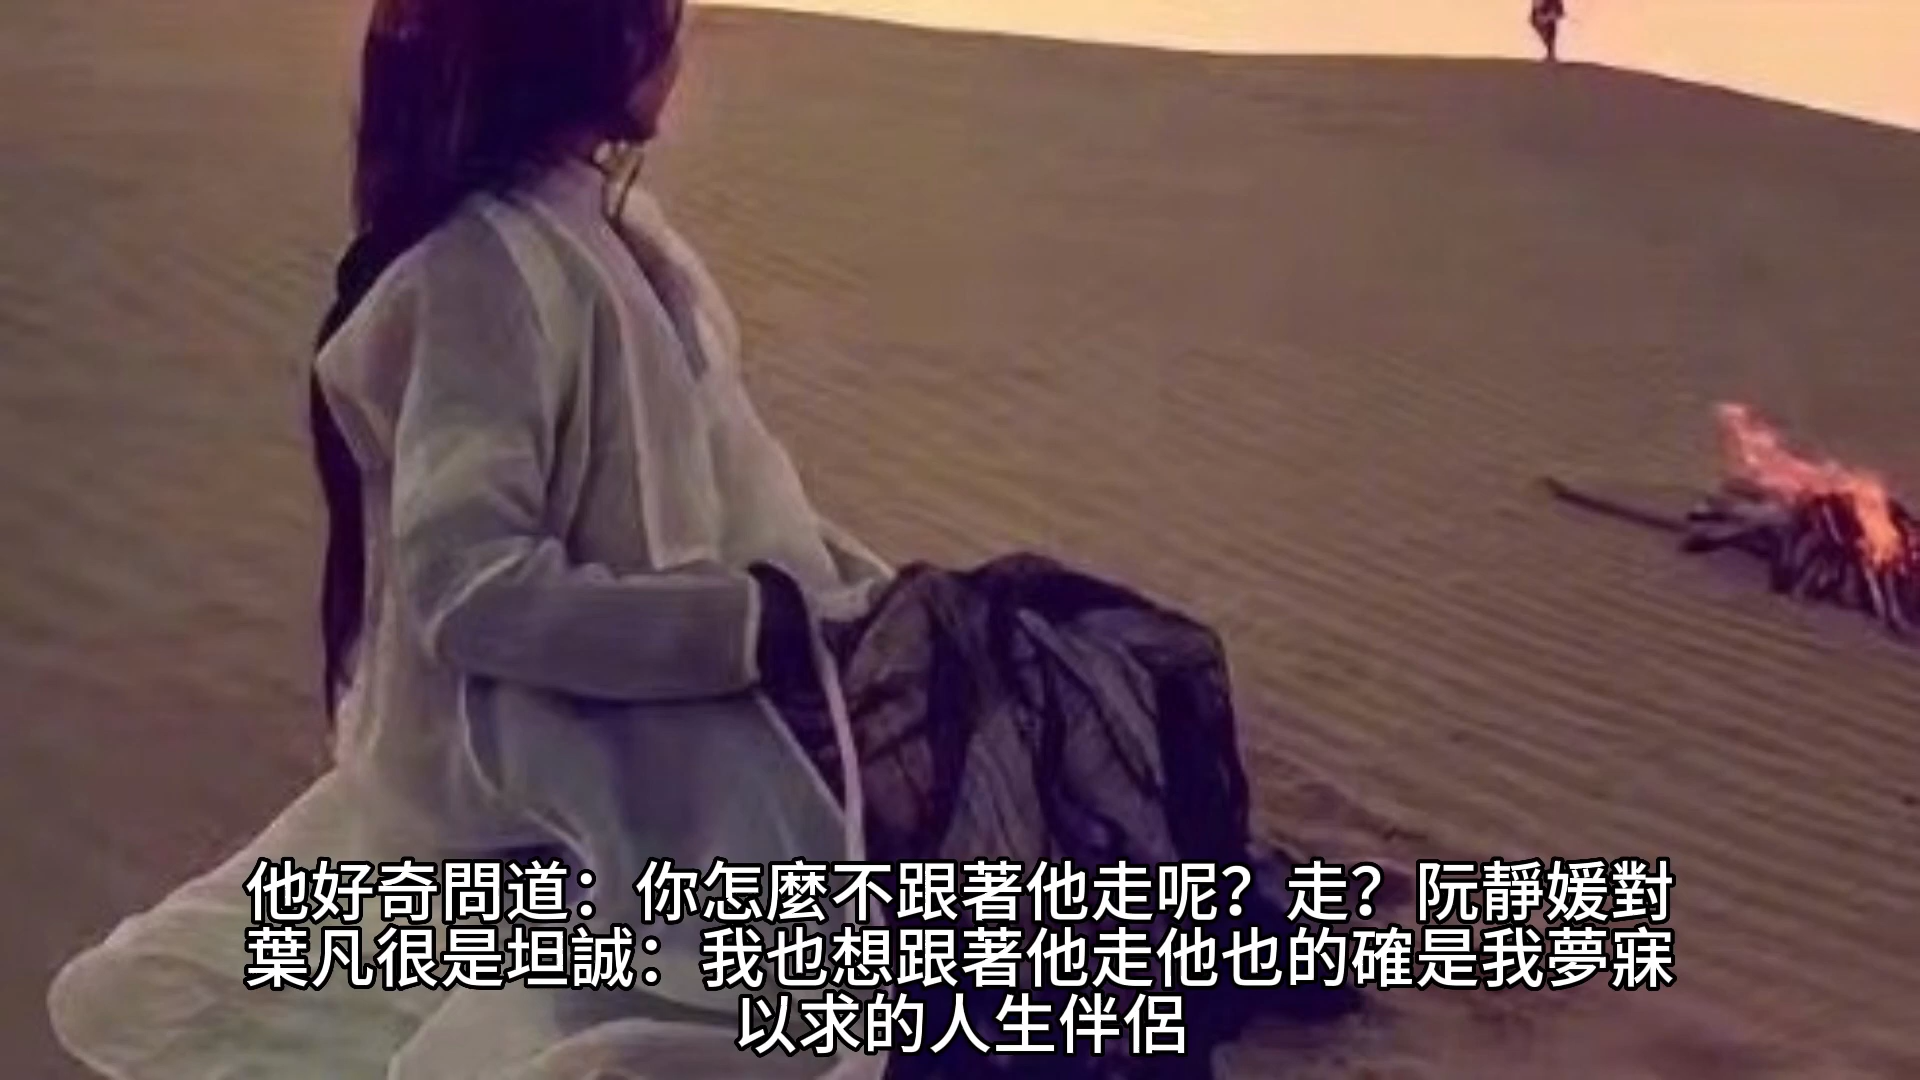 他好奇問道：你怎麼不跟著他走呢？走？阮靜媛對
葉凡很是坦誠：我也想跟著他走他也的確是我夢寐
以求的人生伴侶